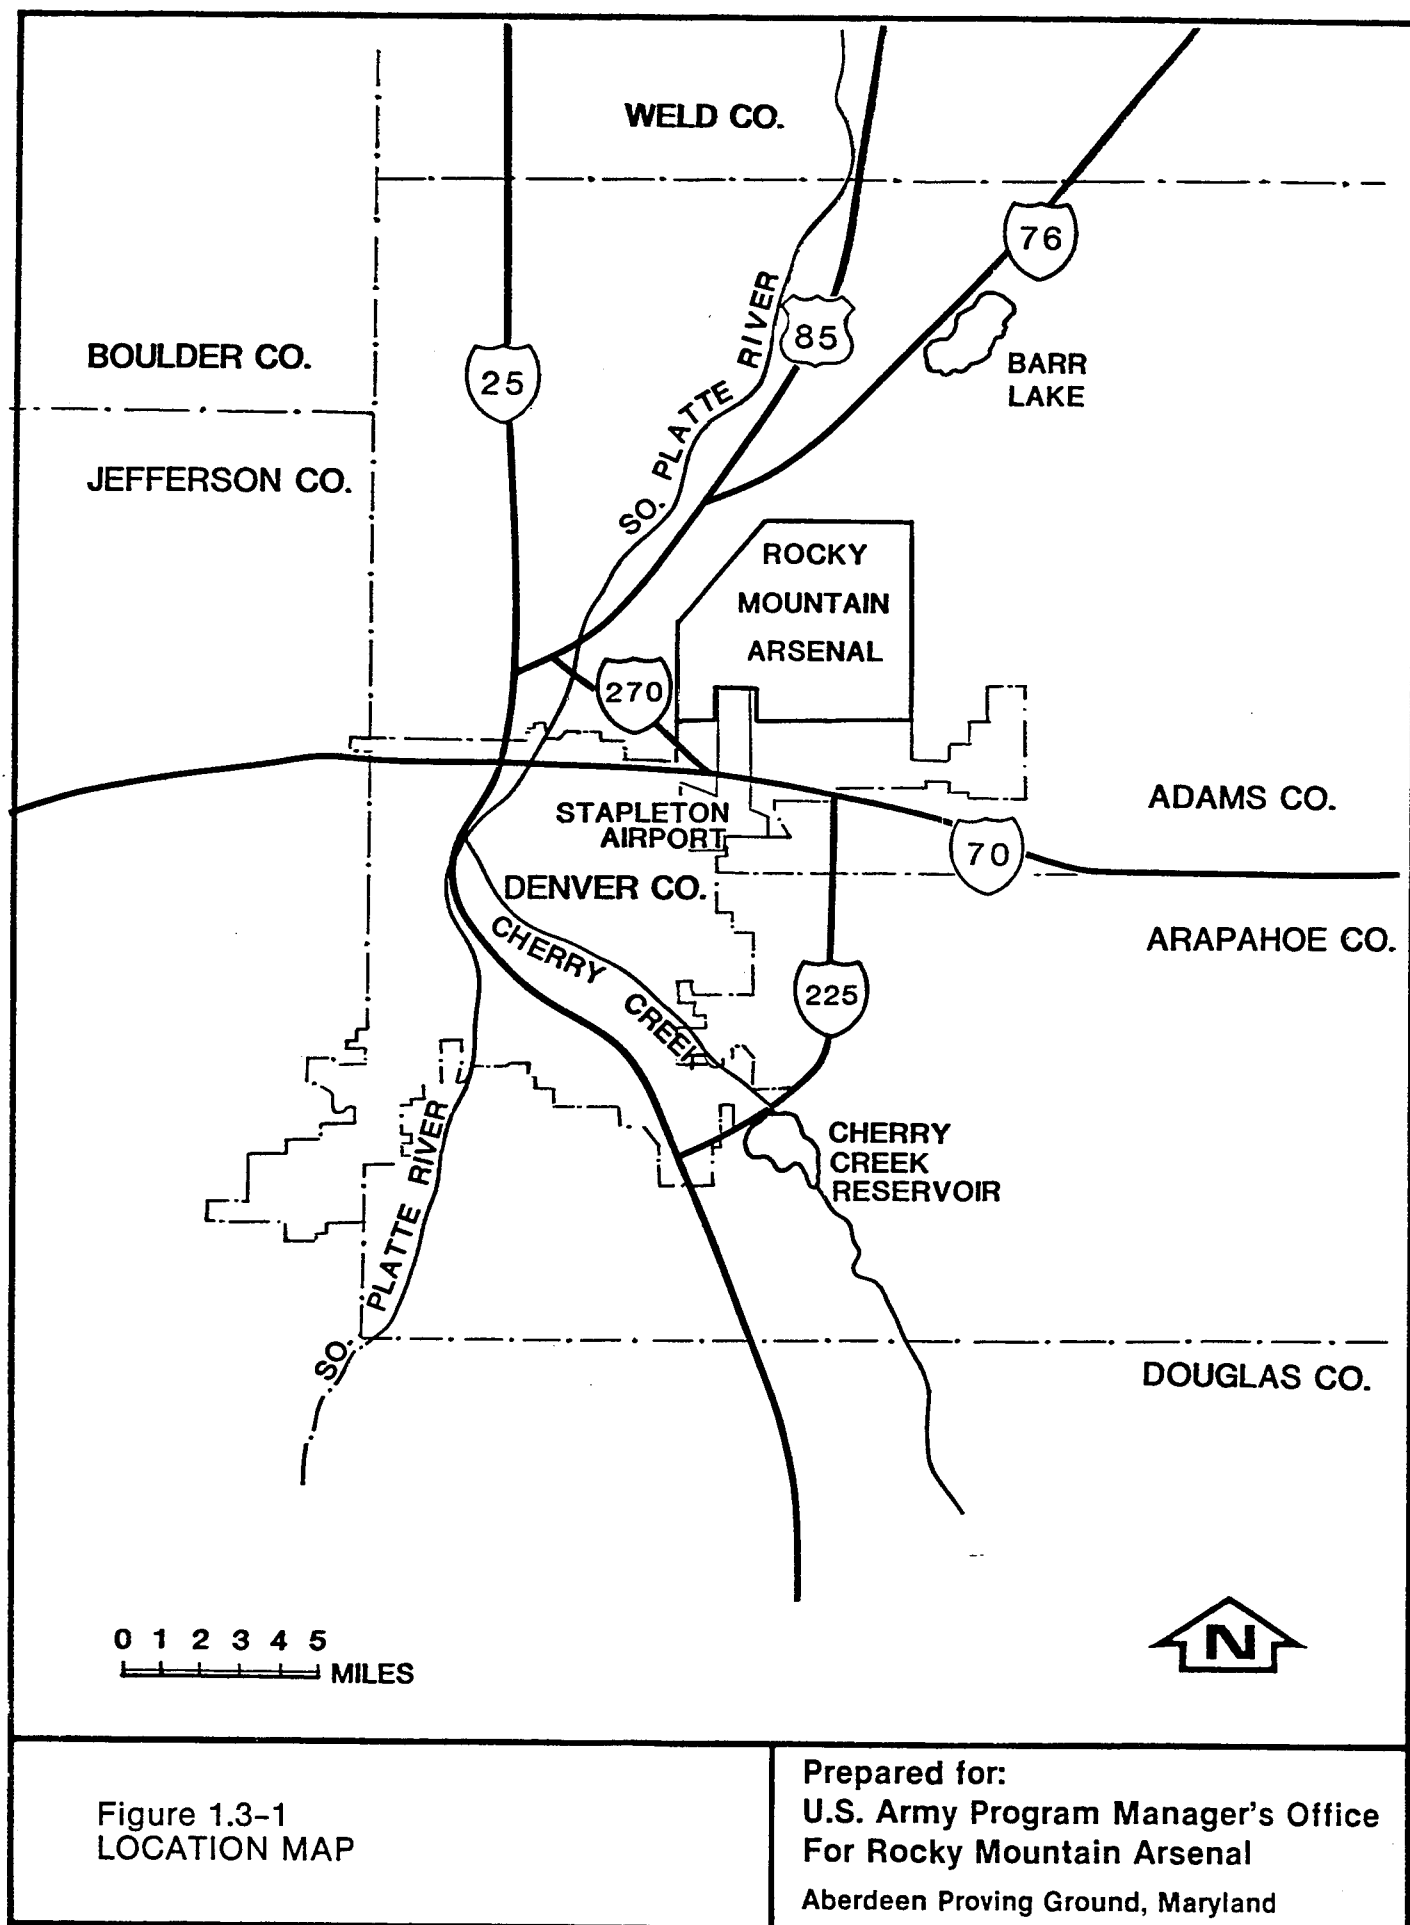 WELD CO.
76
SO. PLATTE RIVER
85
BOULDER CO.
25
BARR
LAKE
JEFFERSON CO.
ROCKY
MOUNTAIN
ARSENAL
270
STAPLETON
AIRPORT
ADAMS CO.
70
DENVER CO.
ARAPAHOE CO.
CHERRY CREEK
225
SO. PLATTE RIVER
CHERRY
CREEK
RESERVOIR
DOUGLAS CO.
0 1 2 3 4 5
MILES
N
Figure 1.3-1
LOCATION MAP
Prepared for:
U.S. Army Program Manager's Office
For Rocky Mountain Arsenal
Aberdeen Proving Ground, Maryland